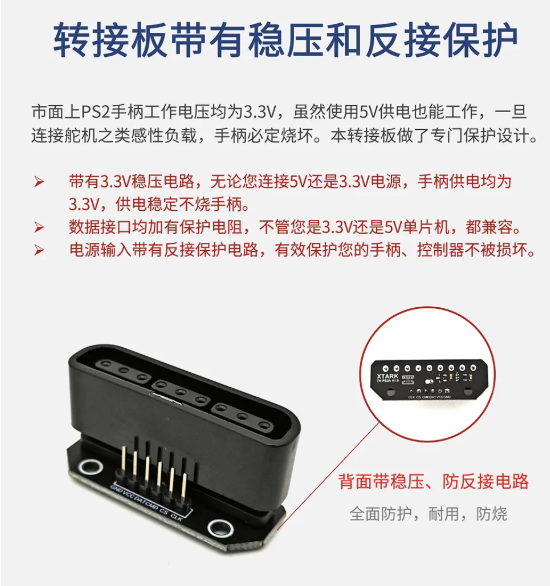 转接板带有稳压和反接保护
市面上PS2手柄工作电压均为3.3V，虽然使用5V供电也能工作，一旦
连接舵机之类感性负载，手柄必定烧坏。本转接板做了专门保护设计。
➢ 带有3.3V稳压电路，无论您连接5V还是3.3V电源，手柄供电均为
3.3V，供电稳定不烧手柄。
➢ 数据接口均加有保护电阻，不管您是3.3V还是5V单片机，都兼容。
➢ 电源输入带有反接保护电路，有效保护您的手柄、控制器不被损坏。
XTARK
GND VCC DAT CMD CS CLK
背面带稳压、防反接电路
全面防护，耐用，防烧